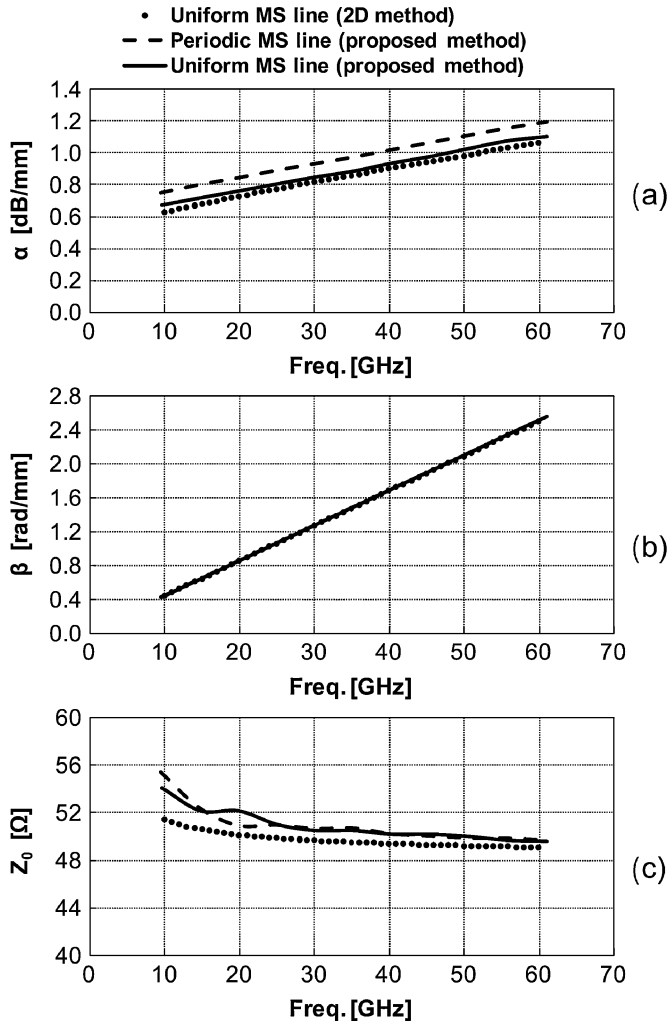 Uniform MS line (2D method)
Periodic MS line (proposed method)
Uniform MS line (proposed method)
1.4
1.2
1.0
0.8
0.6
0.4
0.2
0.0
α [dB/mm]
0 10 20 30 40 50 60 70
Freq. [GHz]
(a)
2.8
2.4
2.0
1.6
1.2
0.8
0.4
0.0
β [rad/mm]
0 10 20 30 40 50 60 70
Freq. [GHz]
(b)
60
56
52
48
44
40
Z₀ [Ω]
0 10 20 30 40 50 60 70
Freq. [GHz]
(c)